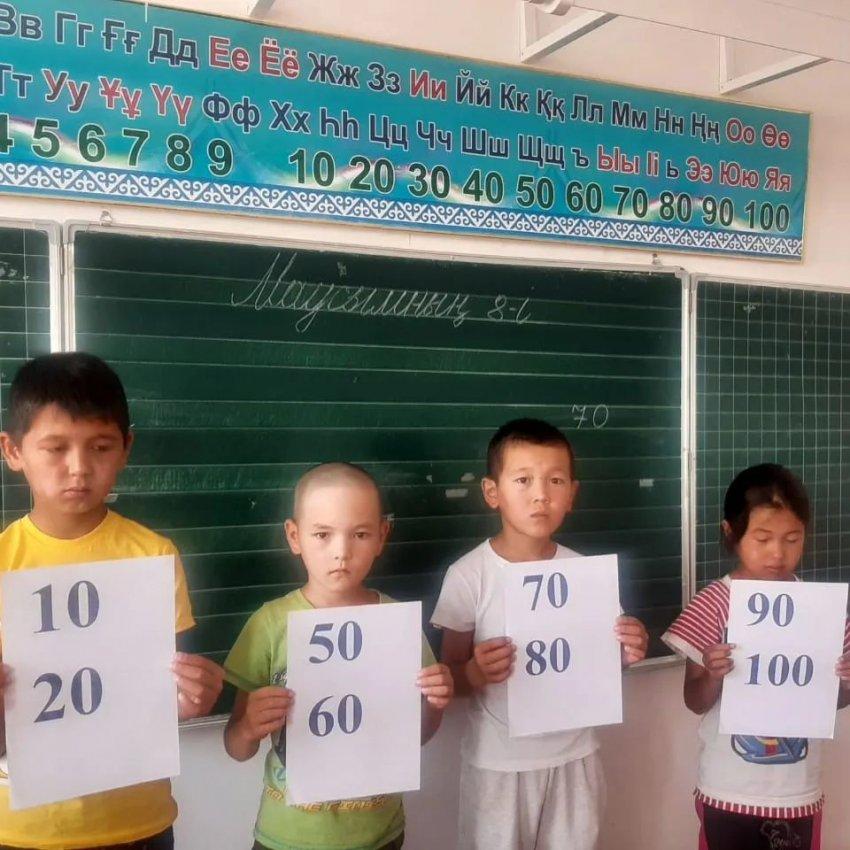 Вв Гг Ғғ Дд Ее Ёё Жж Зз Ии Йй Кк Ққ Лл Мм Нн Ңң Оо Өө
Тт Уу Ұұ Үү Фф Хх Һһ Цц Чч Шш Щщ ъ Ыы Іі ь Ээ Юю Яя
4 5 6 7 8 9 10 20 30 40 50 60 70 80 90 100
Маусымның 8-і
70
10
20
50
60
70
80
90
100